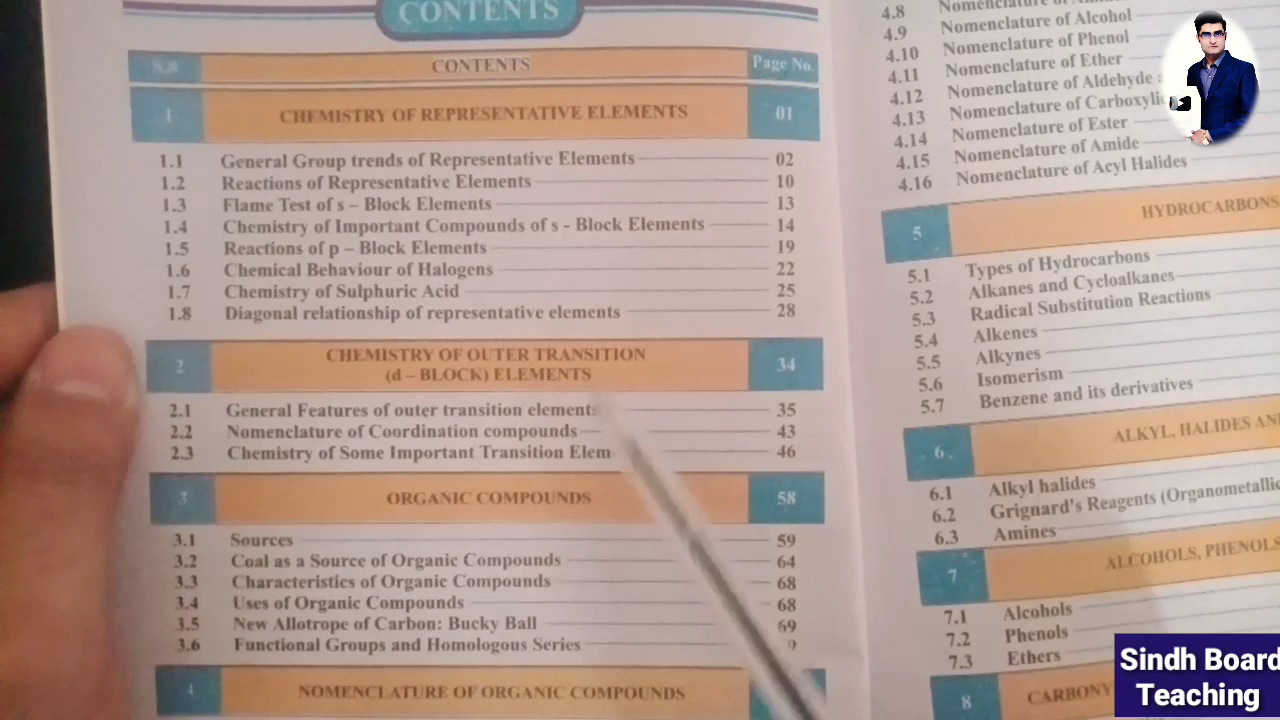 CONTENTS
S.# CONTENTS Page No.
1 CHEMISTRY OF REPRESENTATIVE ELEMENTS 01
1.1 General Group trends of Representative Elements 02
1.2 Reactions of Representative Elements 10
1.3 Flame Test of s – Block Elements 13
1.4 Chemistry of Important Compounds of s - Block Elements 14
1.5 Reactions of p – Block Elements 19
1.6 Chemical Behaviour of Halogens 22
1.7 Chemistry of Sulphuric Acid 25
1.8 Diagonal relationship of representative elements 28
2 CHEMISTRY OF OUTER TRANSITION
(d – BLOCK) ELEMENTS 34
2.1 General Features of outer transition elements 35
2.2 Nomenclature of Coordination compounds 43
2.3 Chemistry of Some Important Transition Elem 46
3 ORGANIC COMPOUNDS 58
3.1 Sources 59
3.2 Coal as a Source of Organic Compounds 64
3.3 Characteristics of Organic Compounds 68
3.4 Uses of Organic Compounds 68
3.5 New Allotrope of Carbon: Bucky Ball 69
3.6 Functional Groups and Homologous Series
4 NOMENCLATURE OF ORGANIC COMPOUNDS
4.8 Nomenclature of
4.9 Nomenclature of Alcohol
4.10 Nomenclature of Phenol
4.11 Nomenclature of Ether
4.12 Nomenclature of Aldehyde
4.13 Nomenclature of Carboxylic
4.14 Nomenclature of Ester
4.15 Nomenclature of Amide
4.16 Nomenclature of Acyl Halides
5 HYDROCARBONS
5.1 Types of Hydrocarbons
5.2 Alkanes and Cycloalkanes
5.3 Radical Substitution Reactions
5.4 Alkenes
5.5 Alkynes
5.6 Isomerism
5.7 Benzene and its derivatives
6. ALKYL, HALIDES AN
6.1 Alkyl halides
6.2 Grignard's Reagents (Organometallic
6.3 Amines
7 ALCOHOLS, PHENOLS
7.1 Alcohols
7.2 Phenols
7.3 Ethers
8 CARBONY
Sindh Board
Teaching